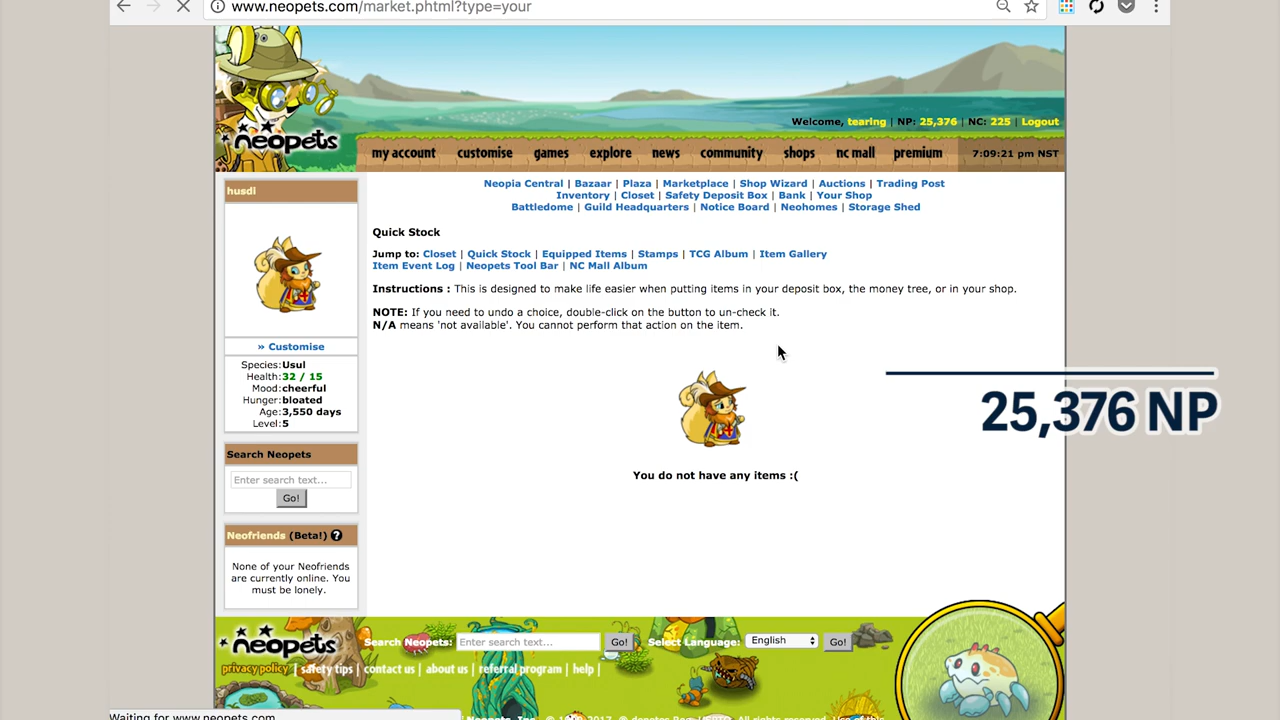 www.neopets.com/market.phtml?type=your
Welcome, tearing | NP: 25,376 | NC: 225 | Logout
neopets
my account customise games explore news community shops nc mall premium 7:09:21 pm NST
husdi
» Customise
Species: Usul
Health: 32 / 15
Mood: cheerful
Hunger: bloated
Age: 3,550 days
Level: 5
Search Neopets
Enter search text...
Go!
Neofriends (Beta!) ?
None of your Neofriends
are currently online. You
must be lonely.
Neopia Central | Bazaar | Plaza | Marketplace | Shop Wizard | Auctions | Trading Post
Inventory | Closet | Safety Deposit Box | Bank | Your Shop
Battledome | Guild Headquarters | Notice Board | Neohomes | Storage Shed
Quick Stock
Jump to: Closet | Quick Stock | Equipped Items | Stamps | TCG Album | Item Gallery
Item Event Log | Neopets Tool Bar | NC Mall Album
Instructions : This is designed to make life easier when putting items in your deposit box, the money tree, or in your shop.
NOTE: If you need to undo a choice, double-click on the button to un-check it.
N/A means 'not available'. You cannot perform that action on the item.
You do not have any items :(
25,376 NP
neopets
Search Neopets: Enter search text... Go! Select Language: English Go!
privacy policy | safety tips | contact us | about us | referral program | help |
Waiting for www.neopets.com